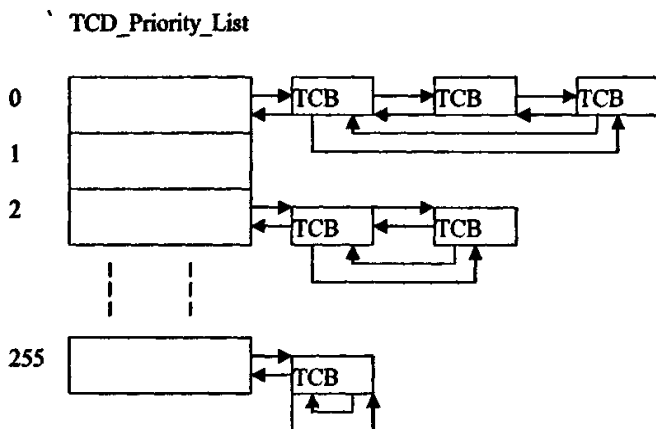 TCD_Priority_List
0
TCB TCB TCB
1
2
TCB TCB
255
TCB